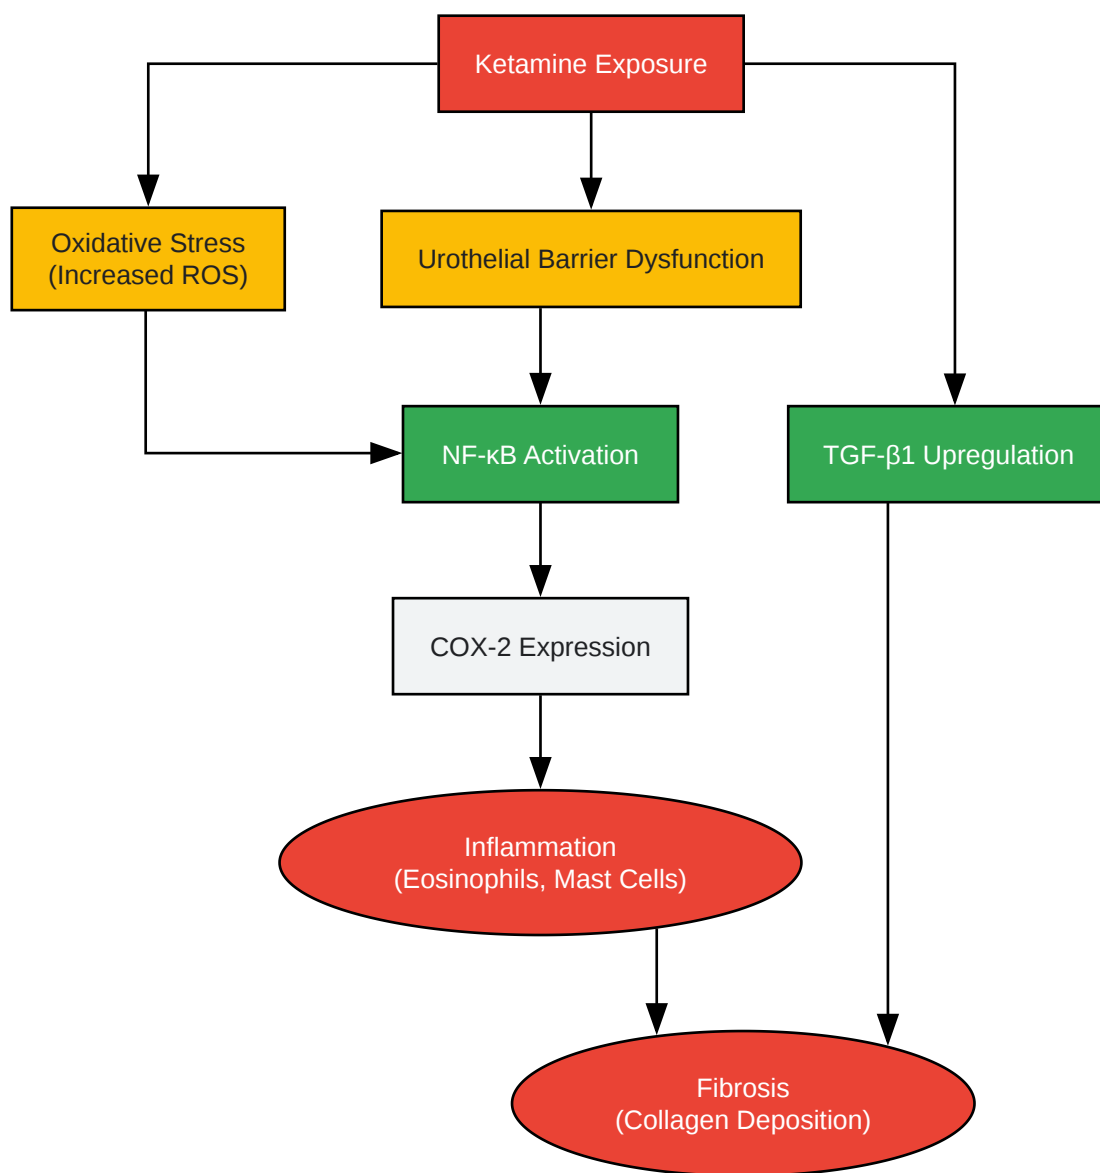 Ketamine Exposure
Oxidative Stress
(Increased ROS)
Urothelial Barrier Dysfunction
NF-κB Activation
TGF-β1 Upregulation
COX-2 Expression
Inflammation
(Eosinophils, Mast Cells)
Fibrosis
(Collagen Deposition)